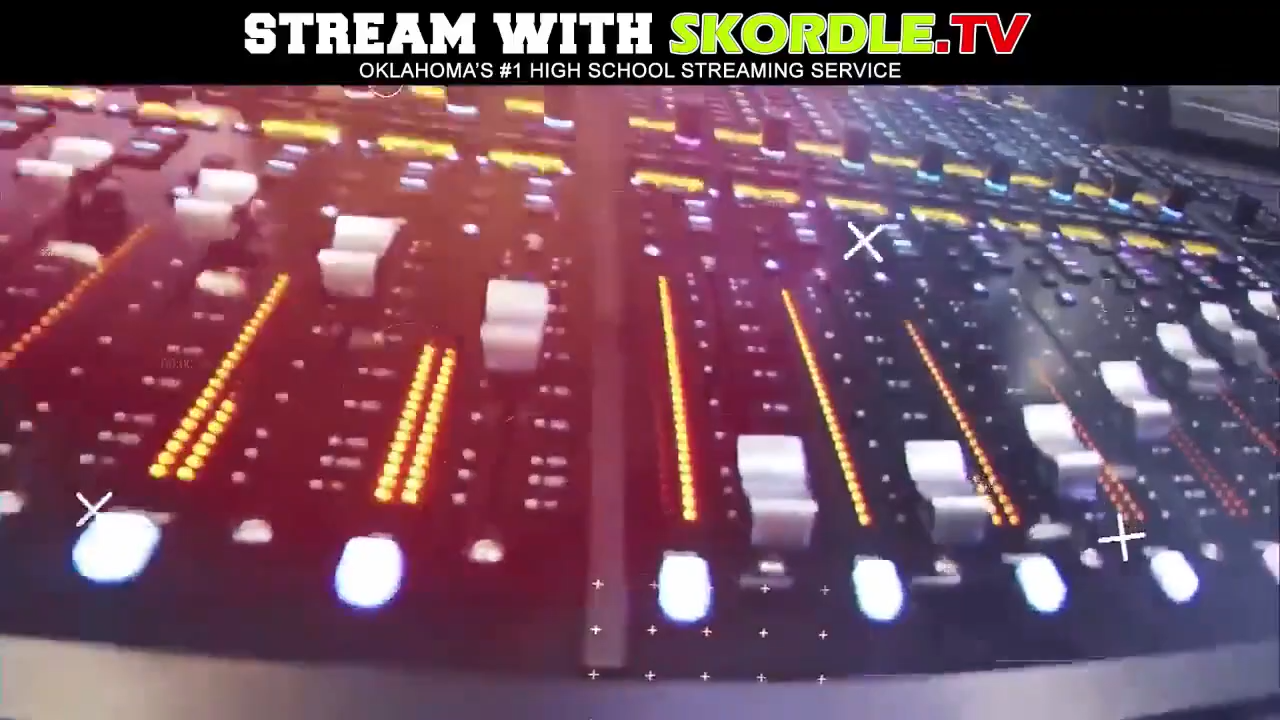 STREAM WITH SKORDLE.TV
OKLAHOMA'S #1 HIGH SCHOOL STREAMING SERVICE